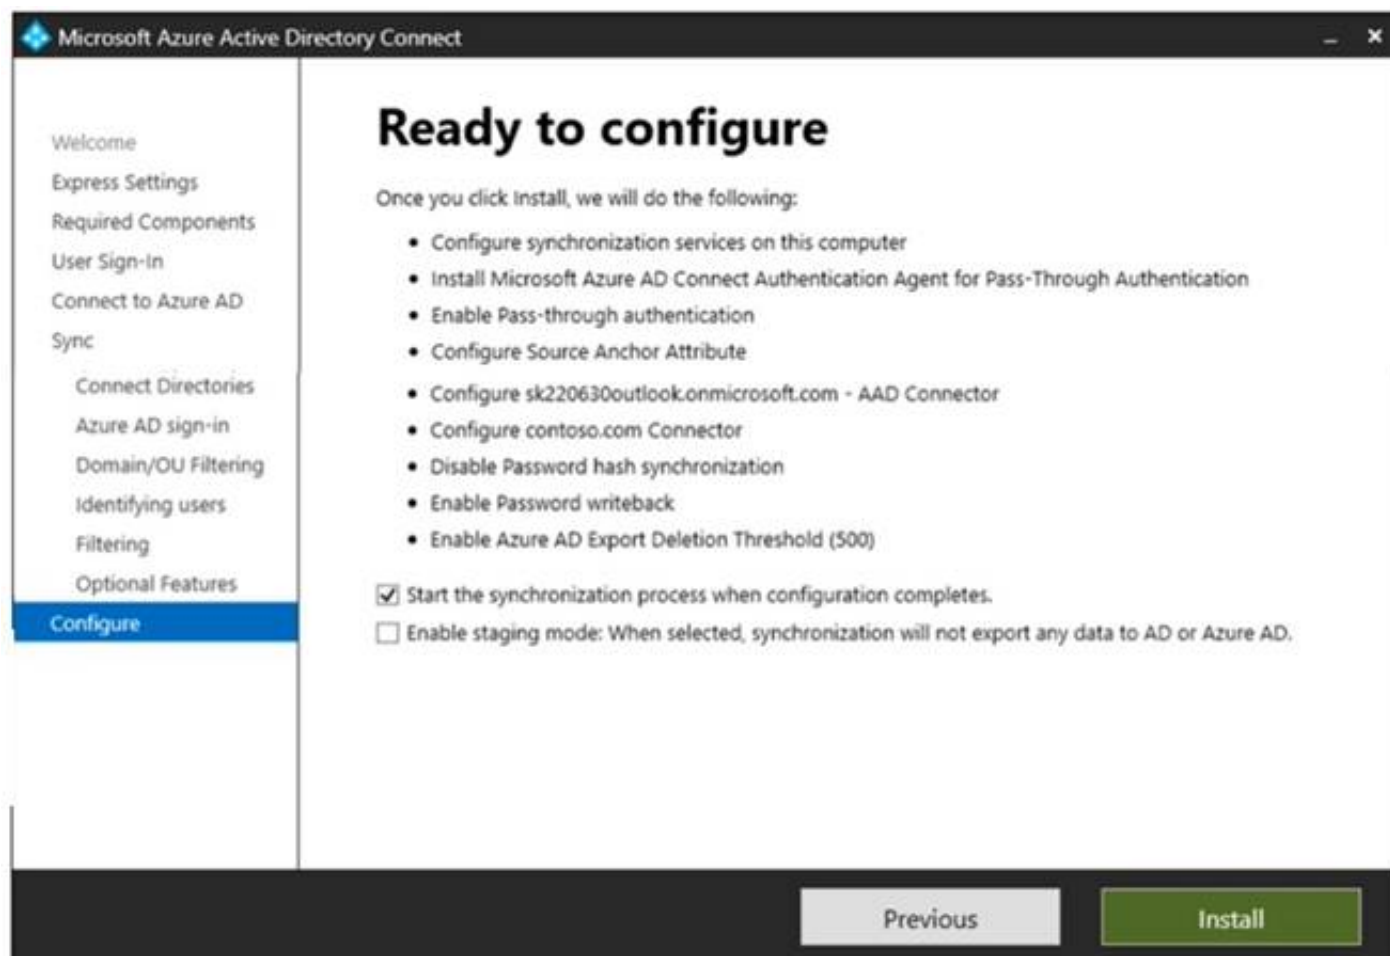 Microsoft Azure Active Directory Connect
Welcome
Express Settings
Required Components
User Sign-In
Connect to Azure AD
Sync
Connect Directories
Azure AD sign-in
Domain/OU Filtering
Identifying users
Filtering
Optional Features
Configure
Ready to configure
Once you click Install, we will do the following:
• Configure synchronization services on this computer
• Install Microsoft Azure AD Connect Authentication Agent for Pass-Through Authentication
• Enable Pass-through authentication
• Configure Source Anchor Attribute
• Configure sk220630outlook.onmicrosoft.com - AAD Connector
• Configure contoso.com Connector
• Disable Password hash synchronization
• Enable Password writeback
• Enable Azure AD Export Deletion Threshold (500)
Start the synchronization process when configuration completes.
Enable staging mode: When selected, synchronization will not export any data to AD or Azure AD.
Previous
Install